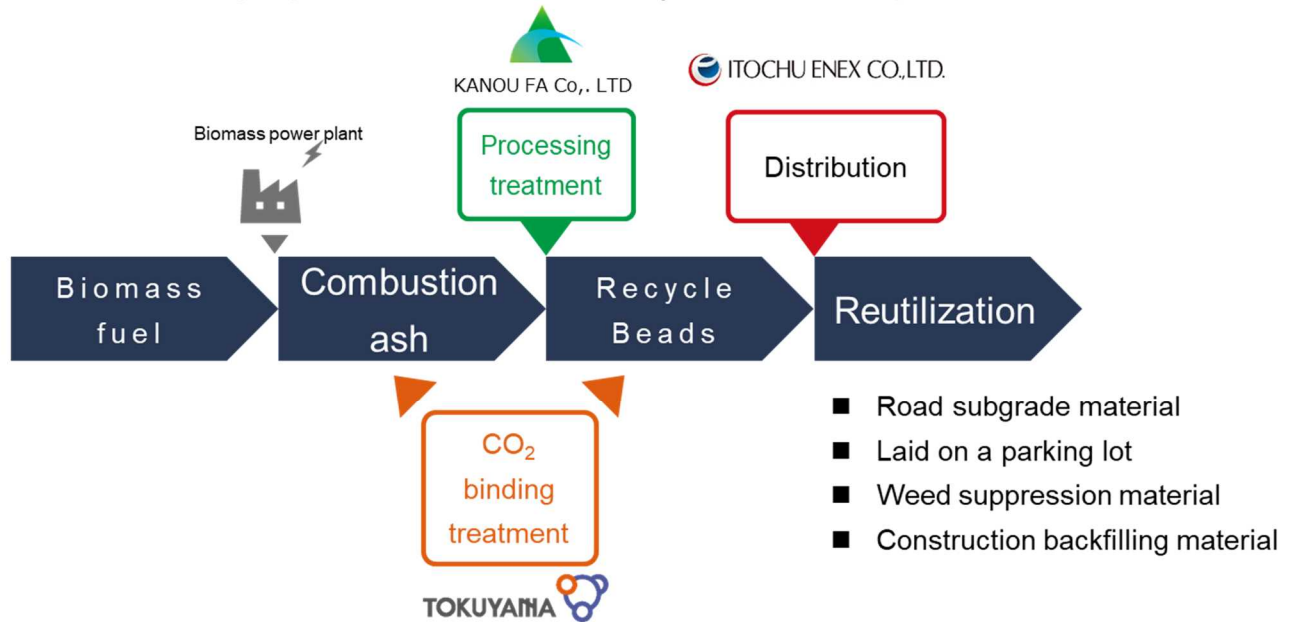 KANOU FA Co,. LTD
ITOCHU ENEX CO.,LTD.
Biomass power plant
Processing
treatment
Distribution
Biomass
fuel
Combustion
ash
Recycle
Beads
Reutilization
CO₂
binding
treatment
TOKUYAMA
■ Road subgrade material
■ Laid on a parking lot
■ Weed suppression material
■ Construction backfilling material